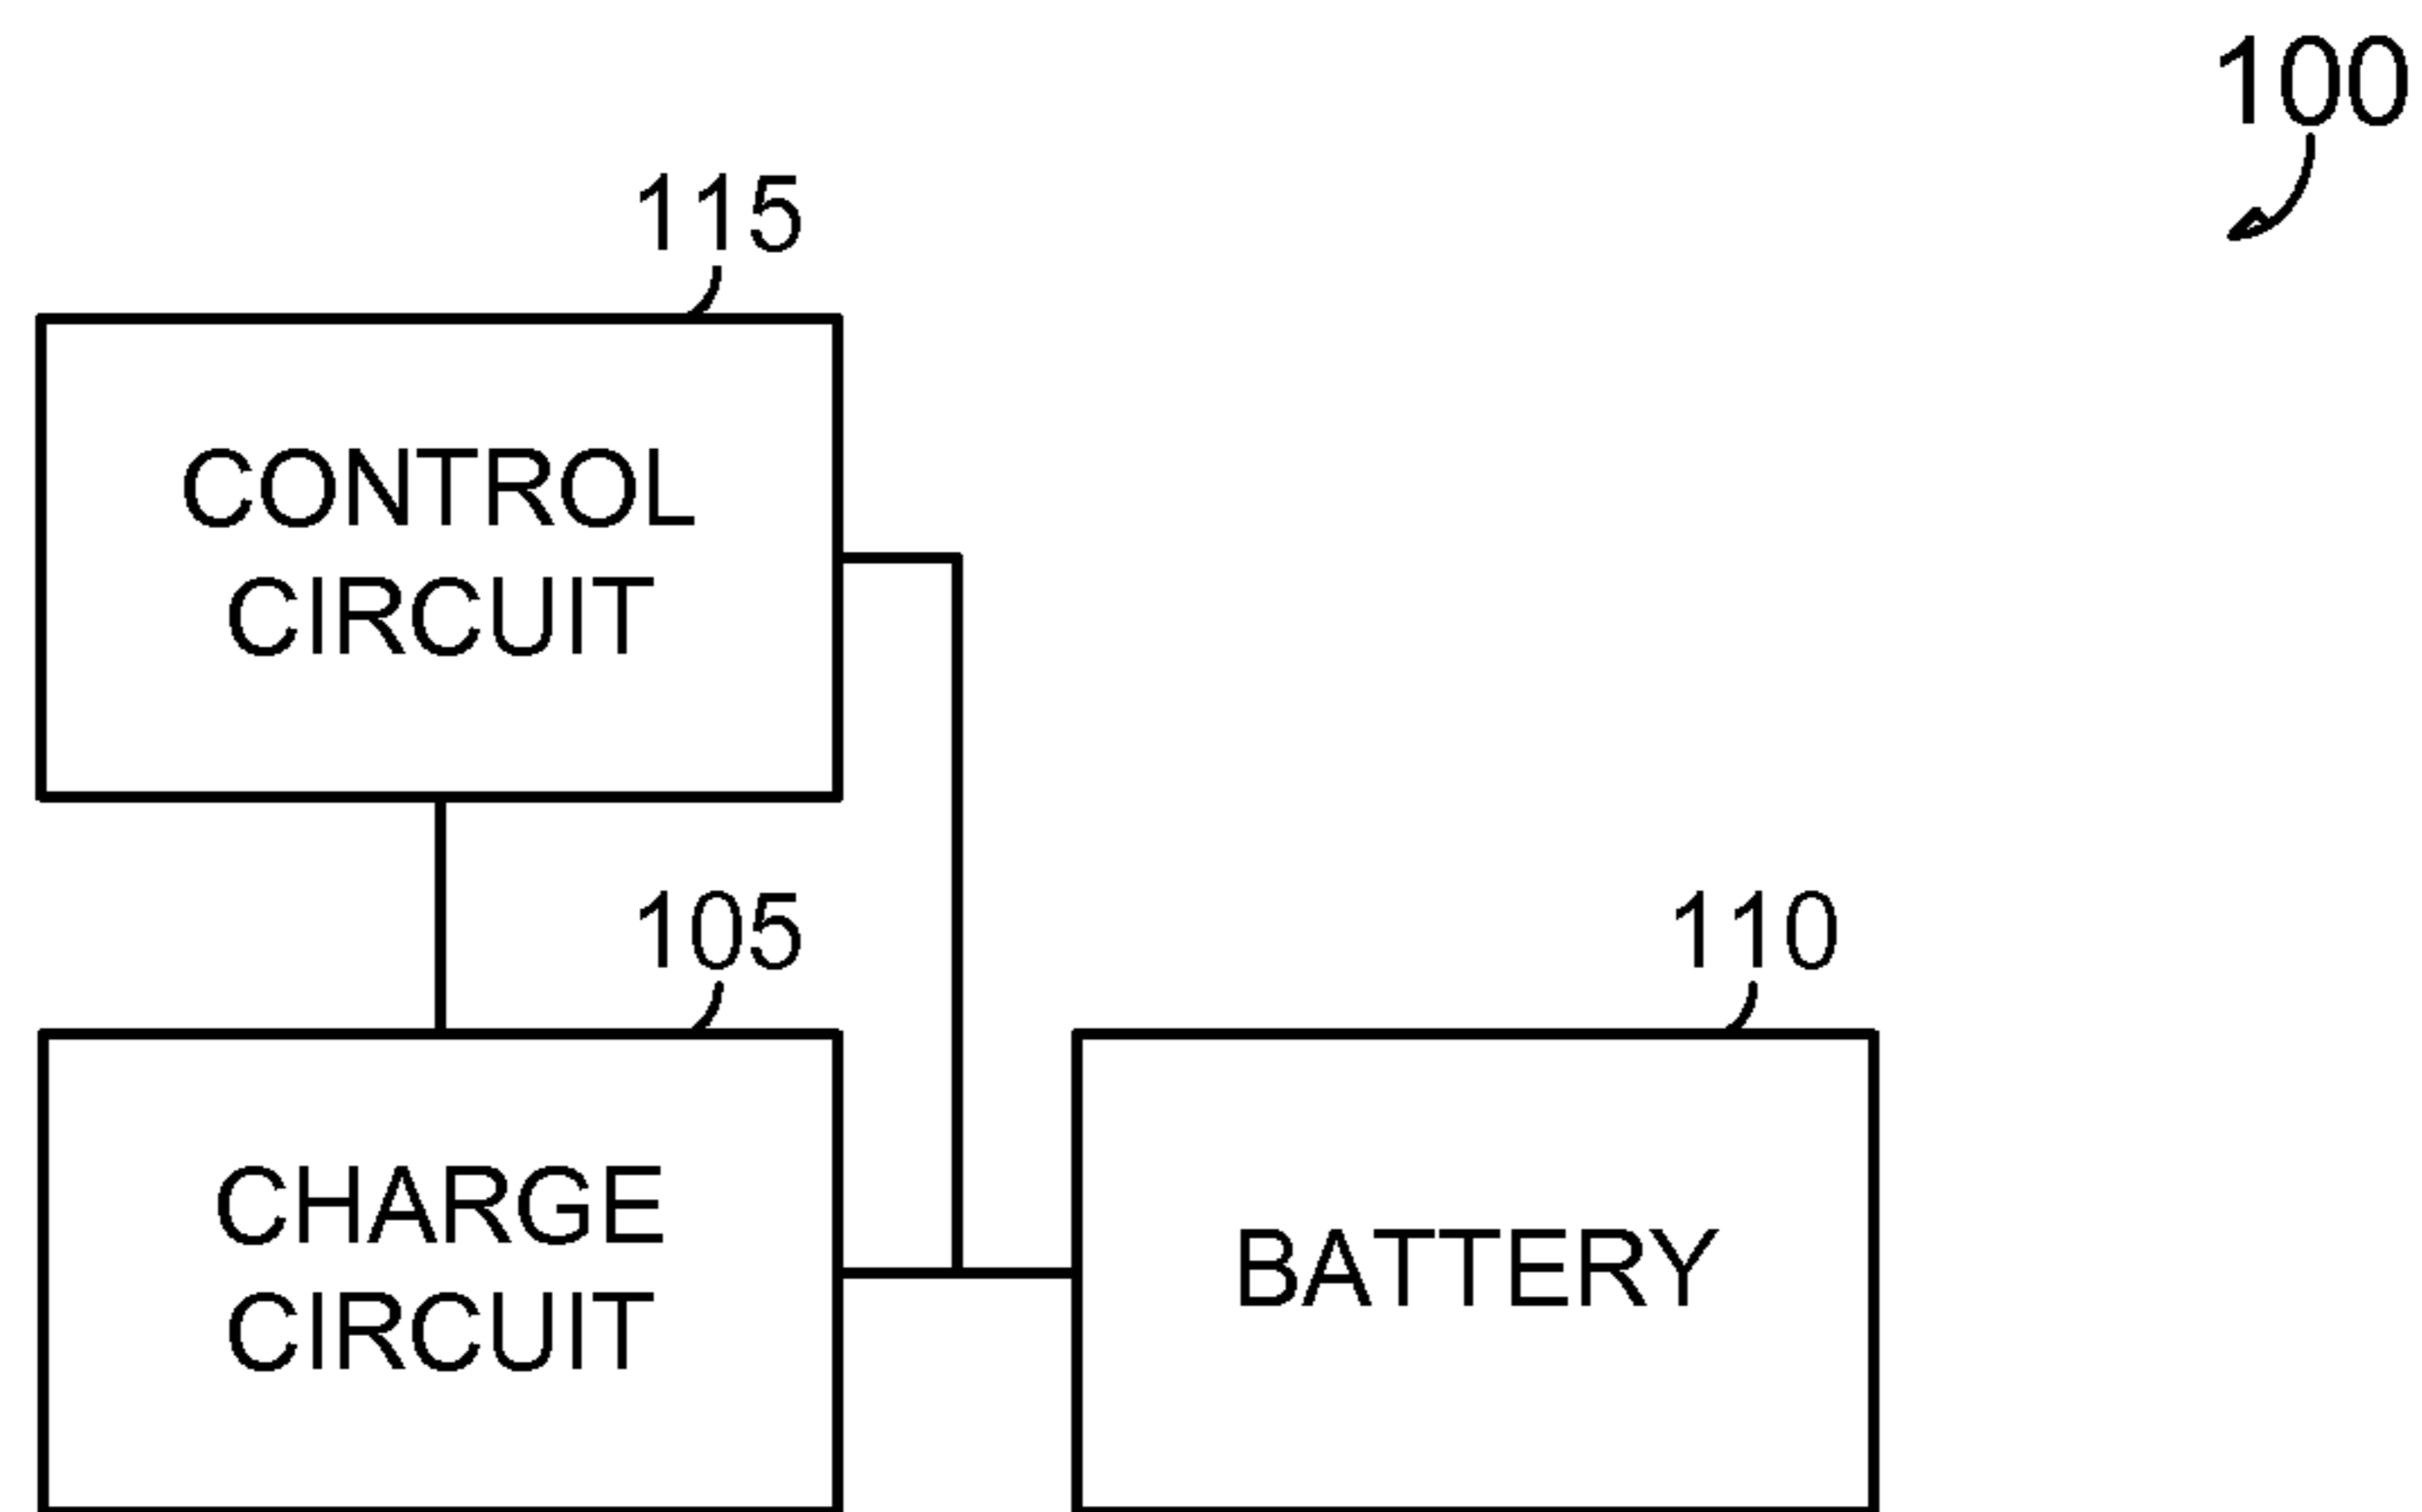 100
115
CONTROL
CIRCUIT
105
110
CHARGE
CIRCUIT
BATTERY